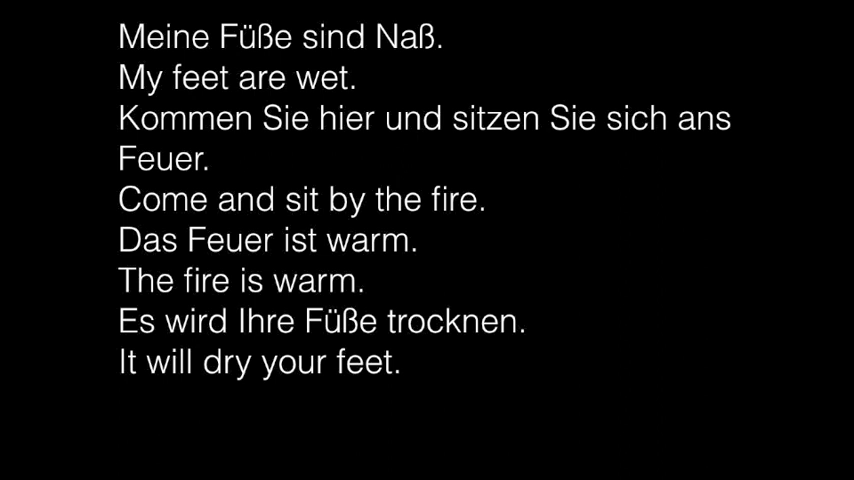 Meine Füße sind Naß.
My feet are wet.
Kommen Sie hier und sitzen Sie sich ans
Feuer.
Come and sit by the fire.
Das Feuer ist warm.
The fire is warm.
Es wird Ihre Füße trocknen.
It will dry your feet.